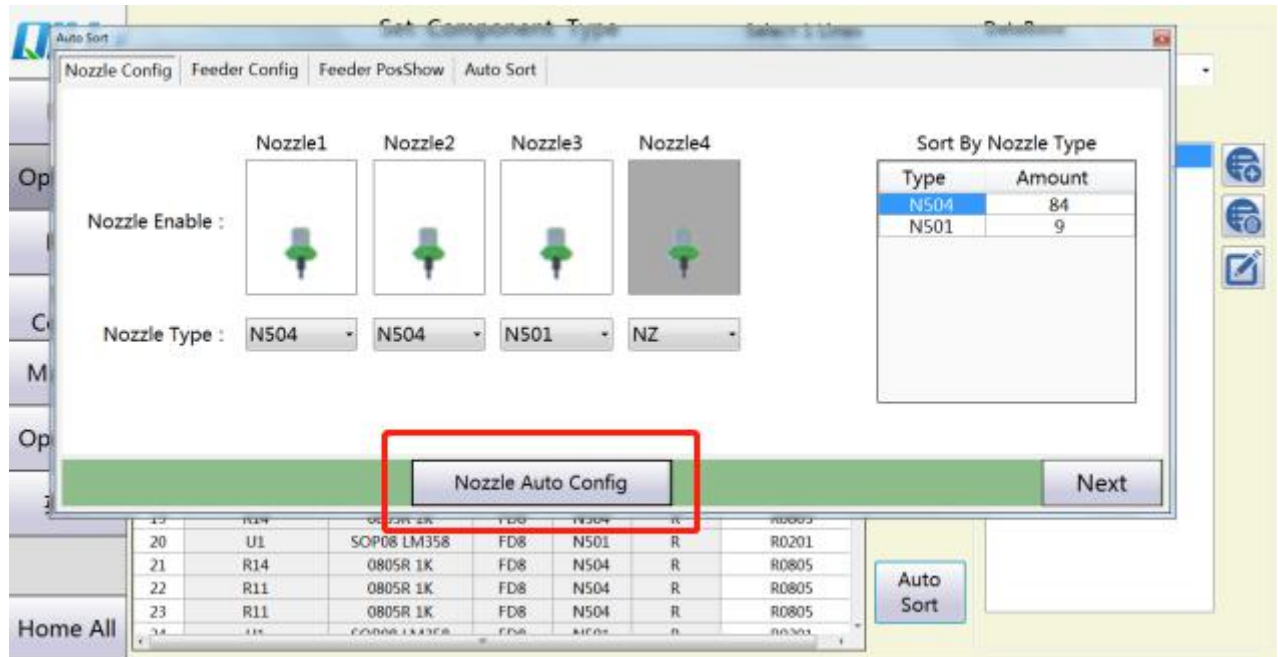 Set Component Type
Auto Sort
Nozzle Config Feeder Config Feeder PosShow Auto Sort
Nozzle1 Nozzle2 Nozzle3 Nozzle4 Sort By Nozzle Type
Type Amount
Nozzle Enable :
N504 84
N501 9
Nozzle Type : N504 N504 N501 NZ
Nozzle Auto Config
Next
20 U1 SOP08 LM358 FD8 N501 R R0201
21 R14 0805R 1K FD8 N504 R R0805
22 R11 0805R 1K FD8 N504 R R0805
23 R11 0805R 1K FD8 N504 R R0805
Auto
Sort
Home All